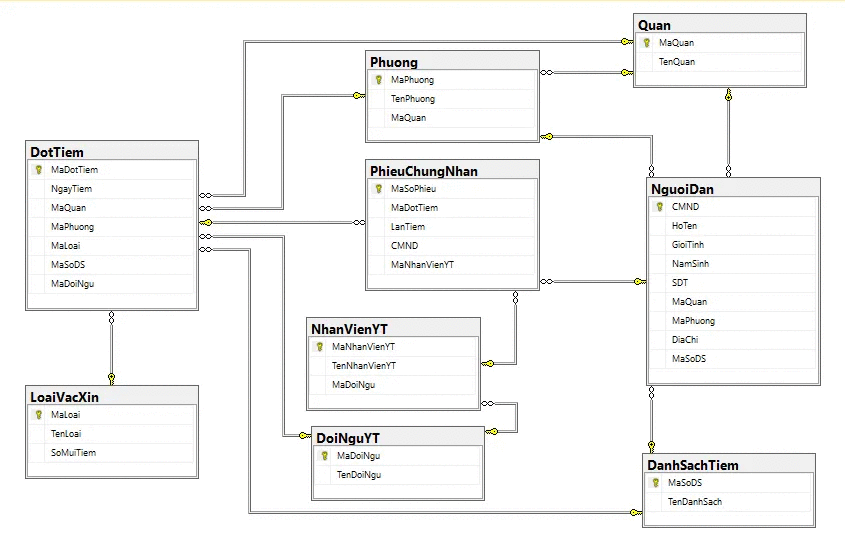 Quan
MaQuan
TenQuan
Phuong
MaPhuong
TenPhuong
MaQuan
DotTiem
MaDotTiem
NgayTiem
MaQuan
MaPhuong
MaLoai
MaSoDS
MaDoiNgu
PhieuChungNhan
MaSoPhieu
MaDotTiem
LanTiem
CMND
MaNhanVienYT
NguoiDan
CMND
HoTen
GioiTinh
NamSinh
SDT
MaQuan
MaPhuong
DiaChi
MaSoDS
NhanVienYT
MaNhanVienYT
TenNhanVienYT
MaDoiNgu
LoaiVacXin
MaLoai
TenLoai
SoMuiTiem
DoiNguYT
MaDoiNgu
TenDoiNgu
DanhSachTiem
MaSoDS
TenDanhSach